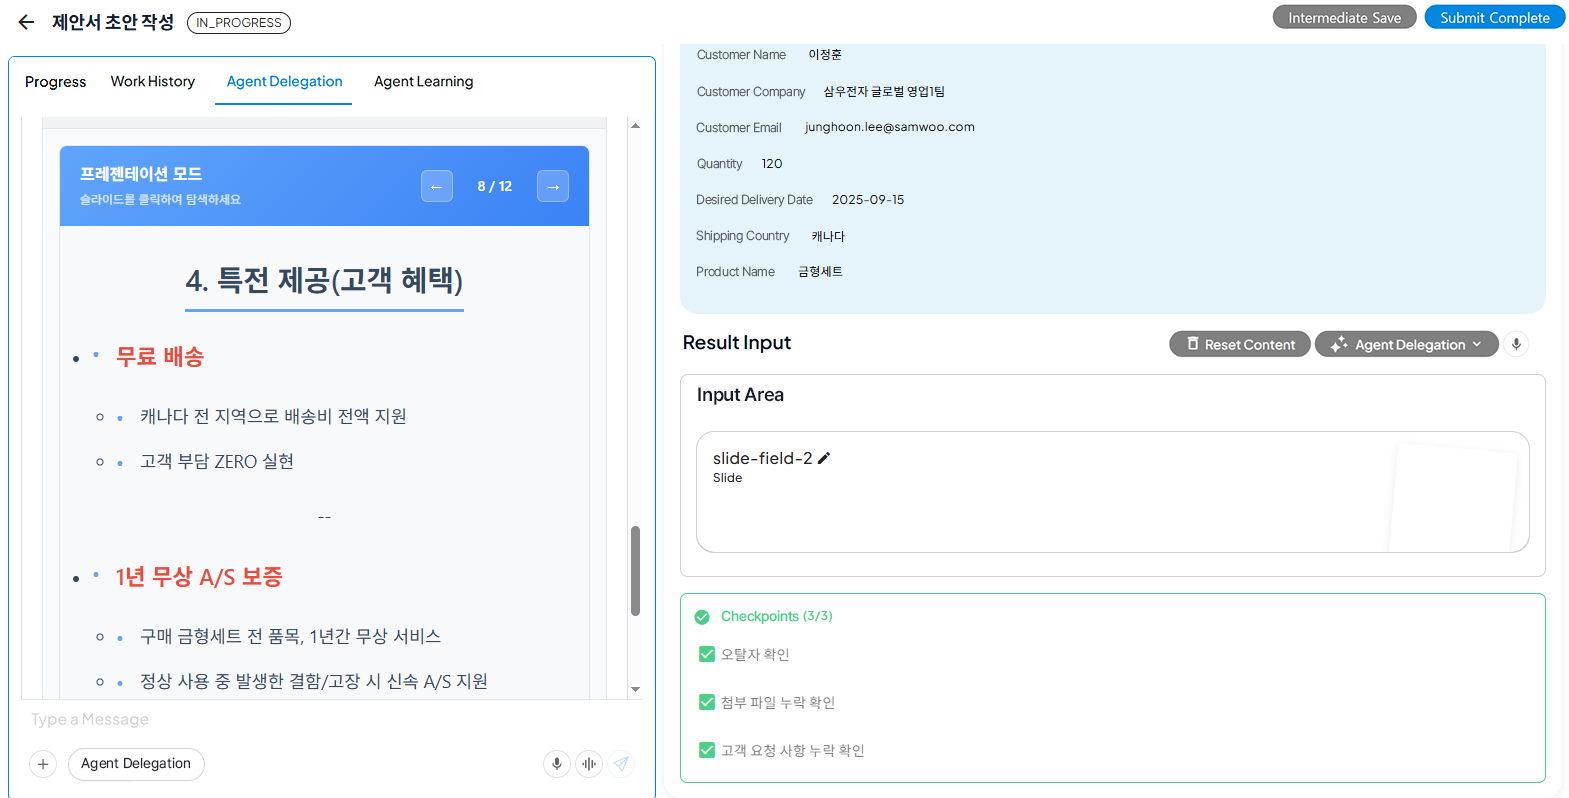 제안서 초안 작성
IN_PROGRESS
Intermediate Save
Submit Complete
Progress
Work History
Agent Delegation
Agent Learning
프레젠테이션 모드
슬라이드를 클릭하여 탐색하세요
←
8 / 12
→
4. 특전 제공(고객 혜택)
무료 배송
캐나다 전 지역으로 배송비 전액 지원
고객 부담 ZERO 실현
--
1년 무상 A/S 보증
구매 금형세트 전 품목, 1년간 무상 서비스
정상 사용 중 발생한 결함/고장 시 신속 A/S 지원
Type a Message
Agent Delegation
Customer Name 이정훈
Customer Company 삼우전자 글로벌 영업1팀
Customer Email junghoon.lee@samwoo.com
Quantity 120
Desired Delivery Date 2025-09-15
Shipping Country 캐나다
Product Name 금형세트
Result Input
Reset Content
Agent Delegation
Input Area
slide-field-2
Slide
Checkpoints (3/3)
오탈자 확인
첨부 파일 누락 확인
고객 요청 사항 누락 확인